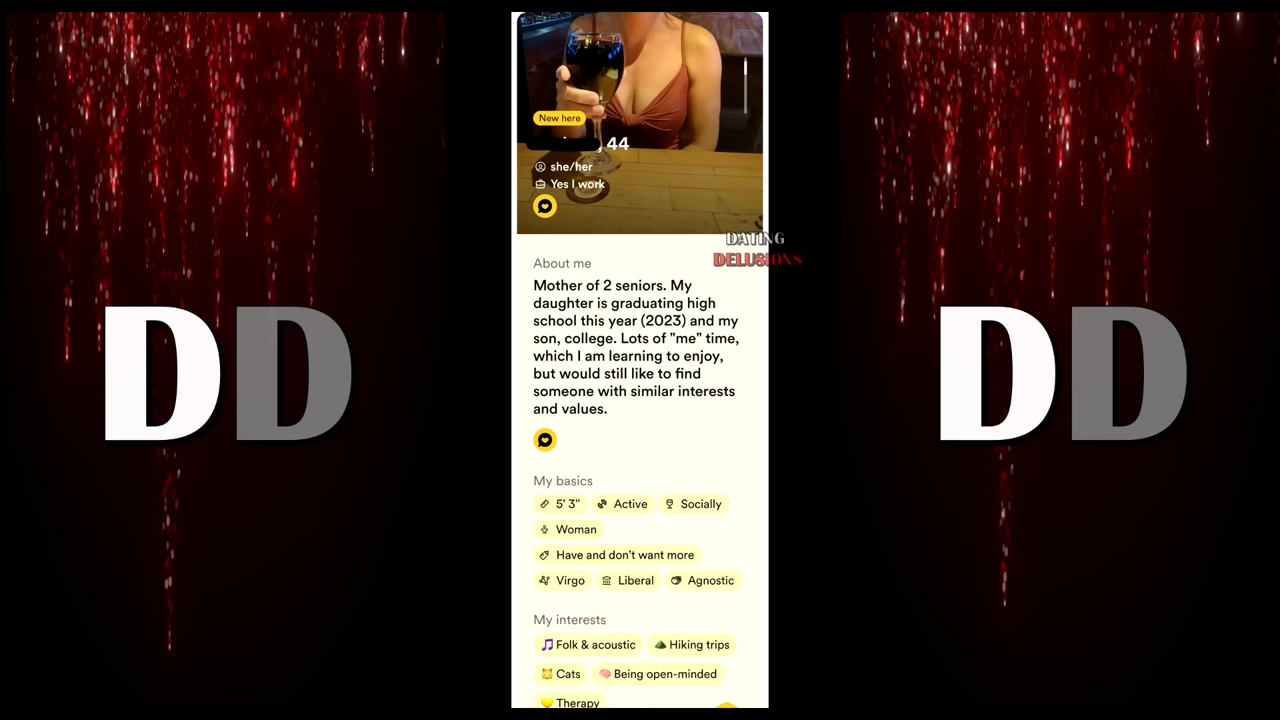 New here
, 44
she/her
Yes I work
DATING
DELUSIONS
About me
Mother of 2 seniors. My
daughter is graduating high
school this year (2023) and my
son, college. Lots of "me" time,
which I am learning to enjoy,
but would still like to find
someone with similar interests
and values.
My basics
5' 3" Active Socially
Woman
Have and don't want more
Virgo Liberal Agnostic
My interests
Folk & acoustic Hiking trips
Cats Being open-minded
Therapy
DD
DD